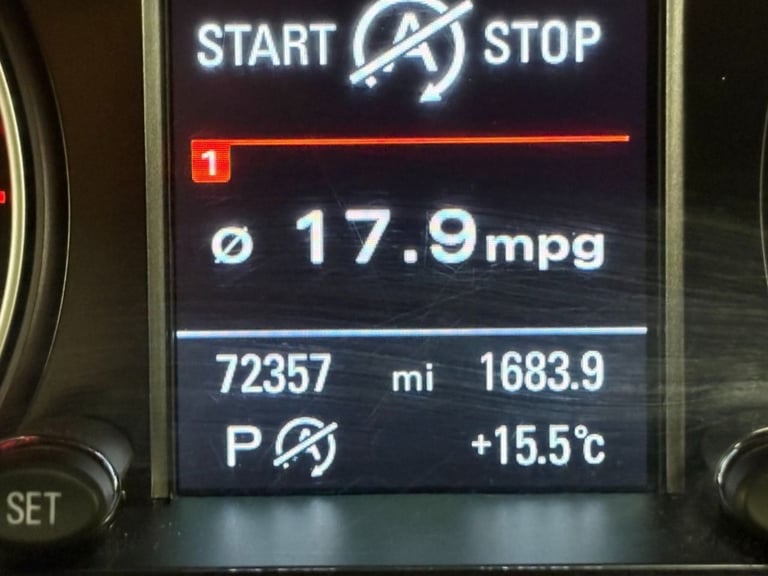 START A STOP
1
ø 17.9 mpg
72357 mi 1683.9
P A +15.5°C
SET